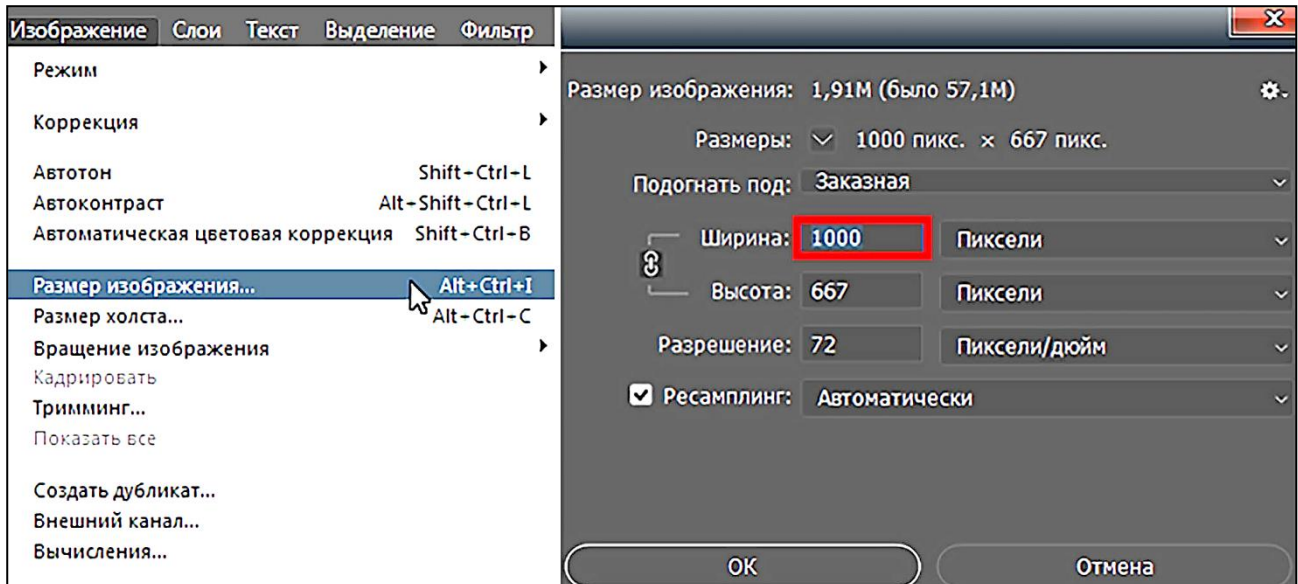 Изображение Слои Текст Выделение Фильтр
Режим
Коррекция
Автотон Shift+Ctrl+L
Автоконтраст Alt+Shift+Ctrl+L
Автоматическая цветовая коррекция Shift+Ctrl+B
Размер изображения... Alt+Ctrl+I
Размер холста... Alt+Ctrl+C
Вращение изображения
Кадрировать
Тримминг...
Показать все
Создать дубликат...
Внешний канал...
Вычисления...
Размер изображения: 1,91M (было 57,1M)
Размеры: 1000 пикс. × 667 пикс.
Подогнать под: Заказная
Ширина: 1000 Пиксели
Высота: 667 Пиксели
Разрешение: 72 Пиксели/дюйм
Ресамплинг: Автоматически
ОК Отмена